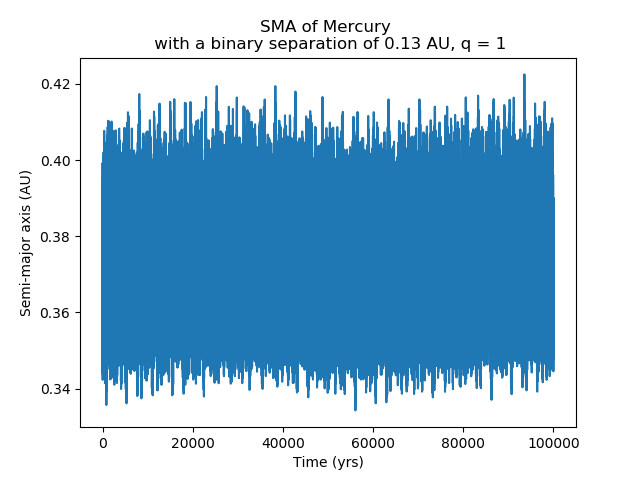 SMA of Mercury
with a binary separation of 0.13 AU, q = 1
Semi-major axis (AU)
0.42
0.40
0.38
0.36
0.34
0 20000 40000 60000 80000 100000
Time (yrs)